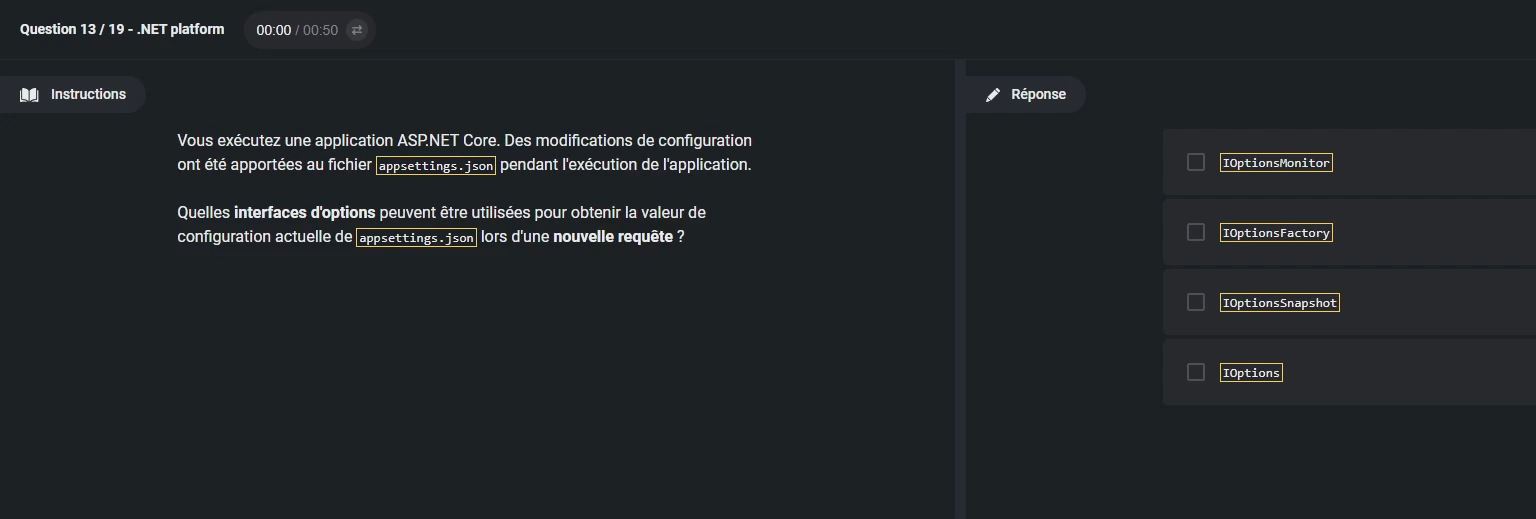 Question 13 / 19 - .NET platform
00:00 / 00:50
Instructions
Vous exécutez une application ASP.NET Core. Des modifications de configuration
ont été apportées au fichier appsettings.json pendant l'exécution de l'application.
Quelles interfaces d'options peuvent être utilisées pour obtenir la valeur de
configuration actuelle de appsettings.json lors d'une nouvelle requête ?
Réponse
IOptionsMonitor
IOptionsFactory
IOptionsSnapshot
IOptions